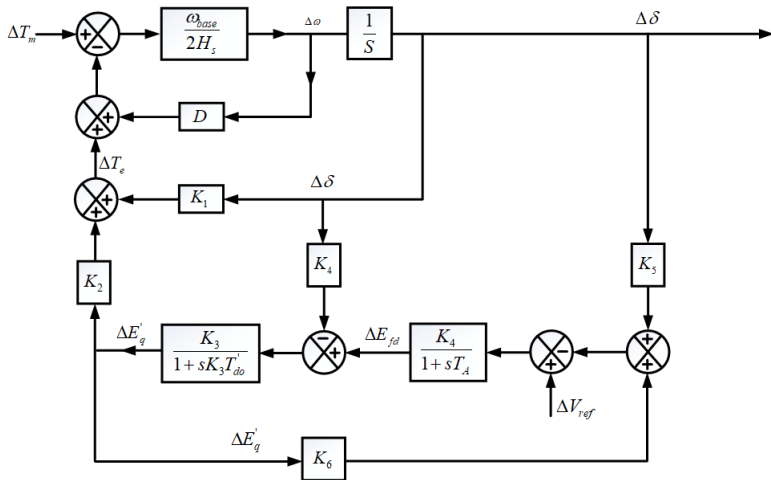 Δω
Δδ
ω_base / 2H_s
1 / S
ΔT_m
+
−
D
+
+
ΔT_e
Δδ
K_1
+
+
K_4
K_5
K_2
ΔE'_q
K_3 / 1 + sK_3T'_do
−
+
ΔE_fd
K_4 / 1 + sT_A
−
+
+
+
ΔV_ref
ΔE'_q
K_6